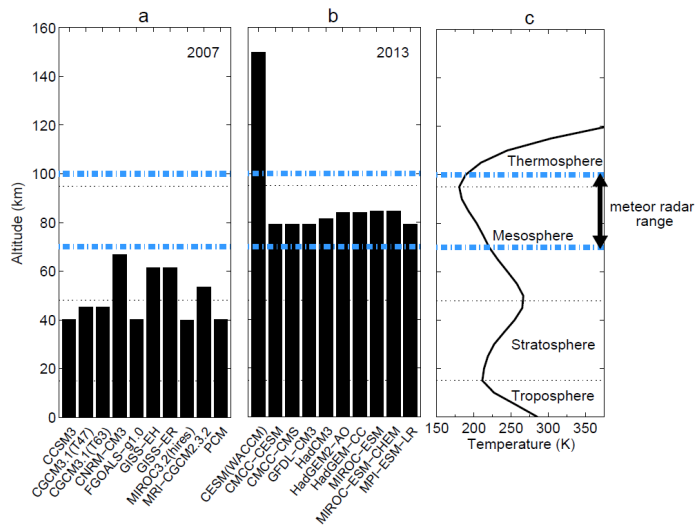 a
b
c
2007
2013
Altitude (km)
160
140
120
100
80
60
40
20
0
CCSM3
CGCM3.1(T47)
CGCM3.1(T63)
CNRM-CM3
FGOALS-g1.0
GISS-EH
GISS-ER
MIROC3.2(hires)
MRI-CGCM2.3.2
PCM
CESM(WACCM)
CMCC-CESM
CMCC-CMS
GFDL-CM3
HadCM3
HadGEM2-AO
HadGEM-CC
MIROC-ESM
MIROC-ESM-CHEM
MPI-ESM-LR
Thermosphere
Mesosphere
Stratosphere
Troposphere
meteor radar
range
150 200 250 300 350
Temperature (K)